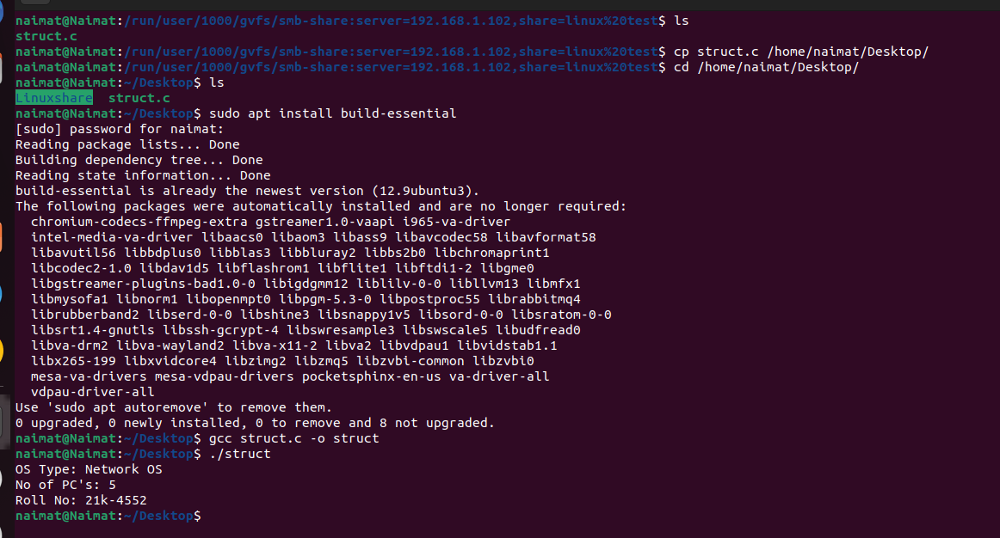 naimat@Naimat:/run/user/1000/gvfs/smb-share:server=192.168.1.102,share=linux%20test$ ls
struct.c
naimat@Naimat:/run/user/1000/gvfs/smb-share:server=192.168.1.102,share=linux%20test$ cp struct.c /home/naimat/Desktop/
naimat@Naimat:/run/user/1000/gvfs/smb-share:server=192.168.1.102,share=linux%20test$ cd /home/naimat/Desktop/
naimat@Naimat:~/Desktop$ ls
Linuxshare  struct.c
naimat@Naimat:~/Desktop$ sudo apt install build-essential
[sudo] password for naimat:
Reading package lists... Done
Building dependency tree... Done
Reading state information... Done
build-essential is already the newest version (12.9ubuntu3).
The following packages were automatically installed and are no longer required:
  chromium-codecs-ffmpeg-extra gstreamer1.0-vaapi i965-va-driver
  intel-media-va-driver libaacs0 libaom3 libass9 libavcodec58 libavformat58
  libavutil56 libbdplus0 libblas3 libbluray2 libbs2b0 libchromaprint1
  libcodec2-1.0 libdav1d5 libflashrom1 libflite1 libftdi1-2 libgme0
  libgstreamer-plugins-bad1.0-0 libigdgmm12 liblilv-0-0 libllvm13 libmfx1
  libmysofa1 libnorm1 libopenmpt0 libpgm-5.3-0 libpostproc55 librabbitmq4
  librubberband2 libserd-0-0 libshine3 libsnappy1v5 libsord-0-0 libsratom-0-0
  libsrt1.4-gnutls libssh-gcrypt-4 libswresample3 libswscale5 libudfread0
  libva-drm2 libva-wayland2 libva-x11-2 libva2 libvdpau1 libvidstab1.1
  libx265-199 libxvidcore4 libzimg2 libzmq5 libzvbi-common libzvbi0
  mesa-va-drivers mesa-vdpau-drivers pocketsphinx-en-us va-driver-all
  vdpau-driver-all
Use 'sudo apt autoremove' to remove them.
0 upgraded, 0 newly installed, 0 to remove and 8 not upgraded.
naimat@Naimat:~/Desktop$ gcc struct.c -o struct
naimat@Naimat:~/Desktop$ ./struct
OS Type: Network OS
No of PC's: 5
Roll No: 21k-4552
naimat@Naimat:~/Desktop$